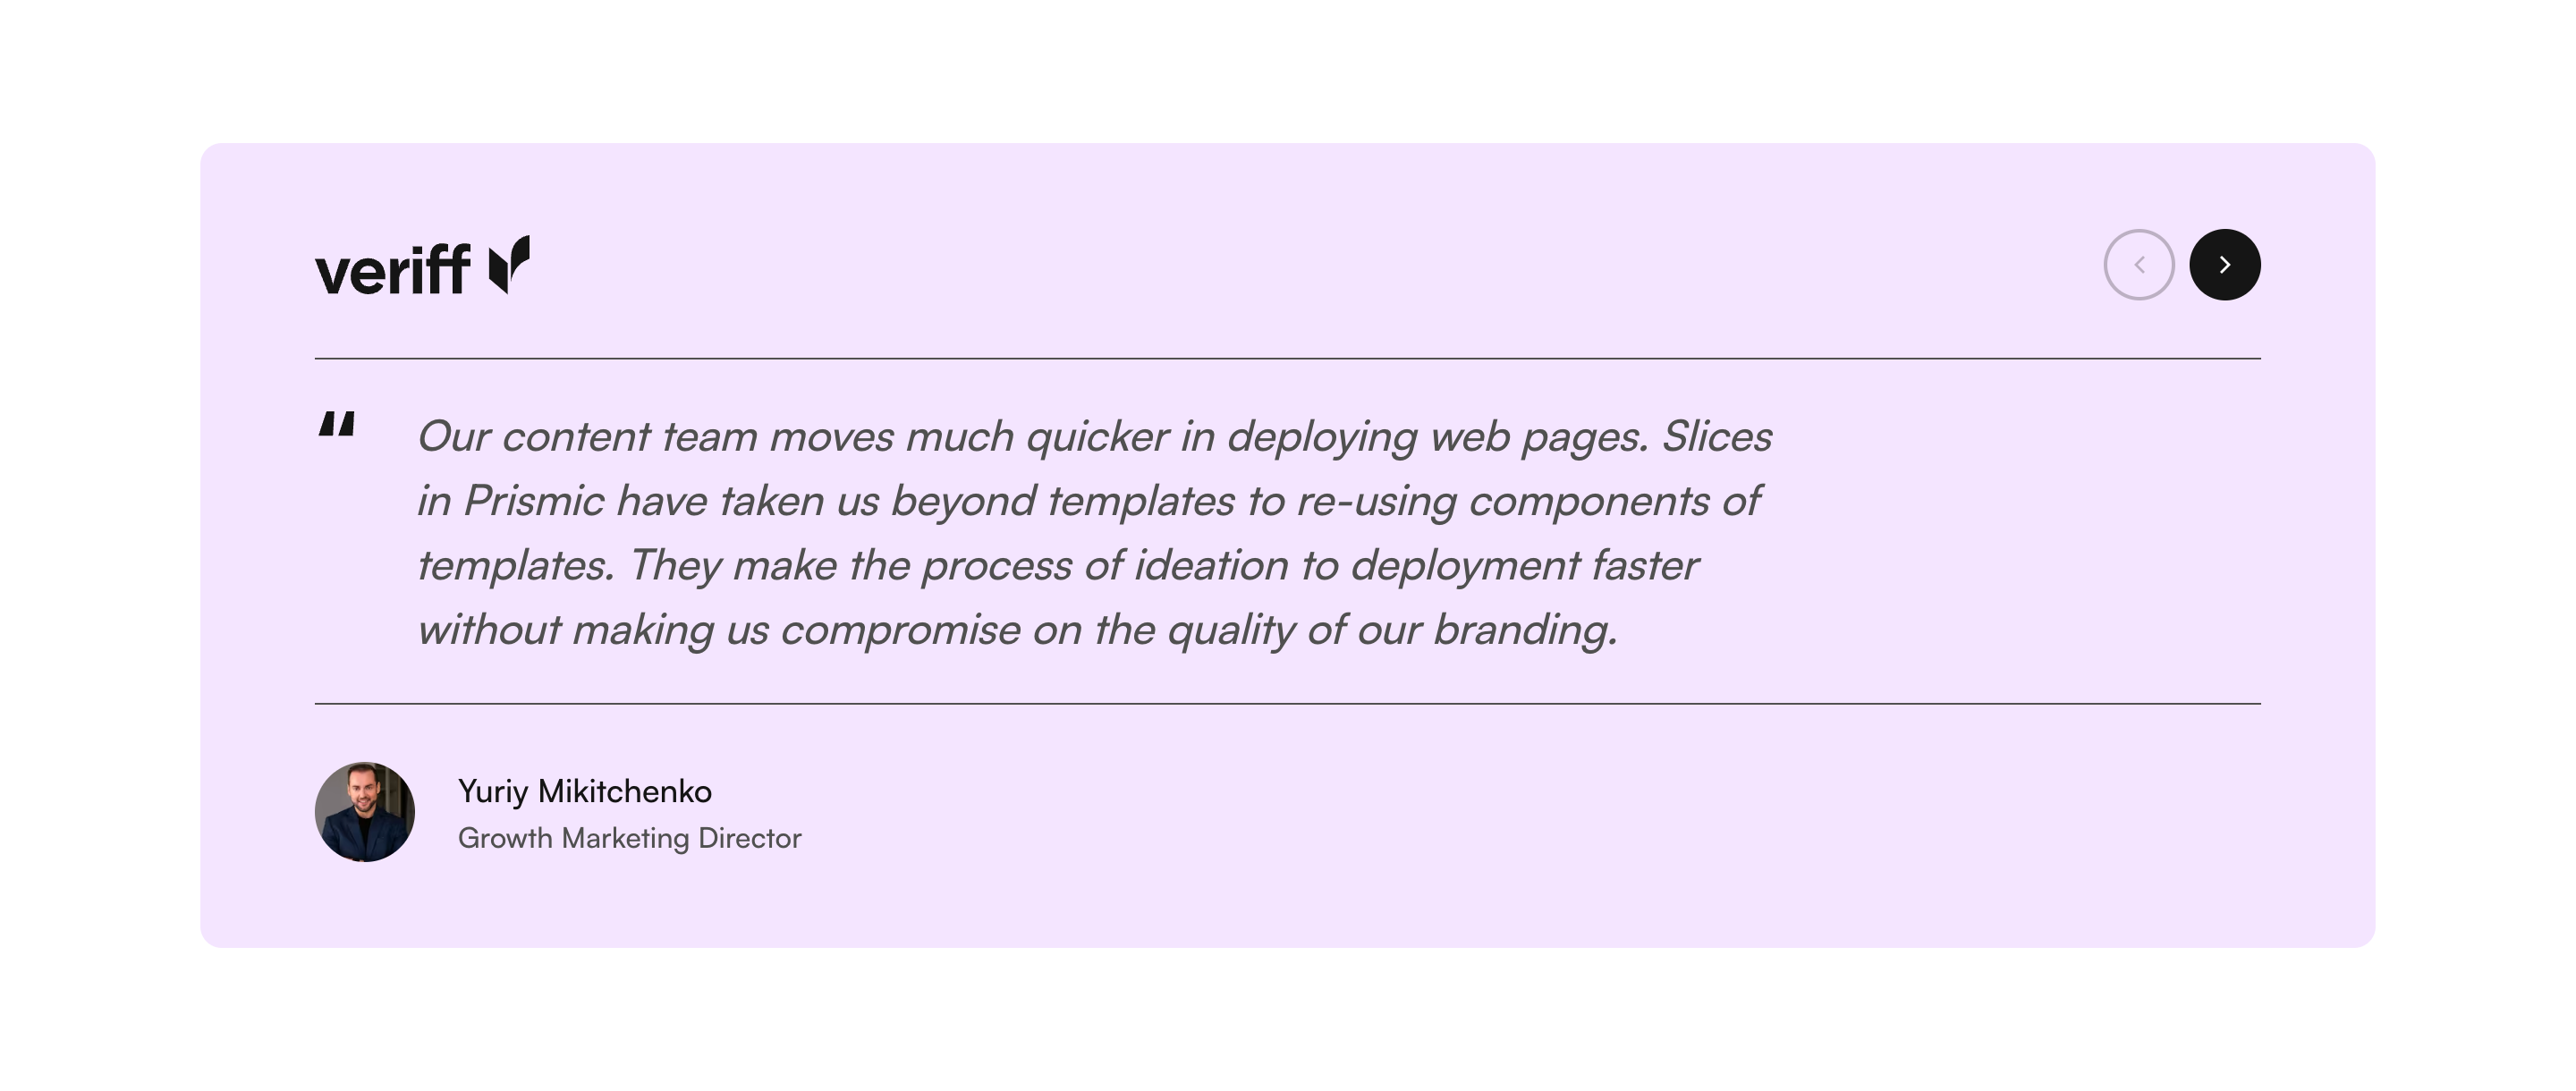 veriff
“
Our content team moves much quicker in deploying web pages. Slices
in Prismic have taken us beyond templates to re-using components of
templates. They make the process of ideation to deployment faster
without making us compromise on the quality of our branding.
Yuriy Mikitchenko
Growth Marketing Director